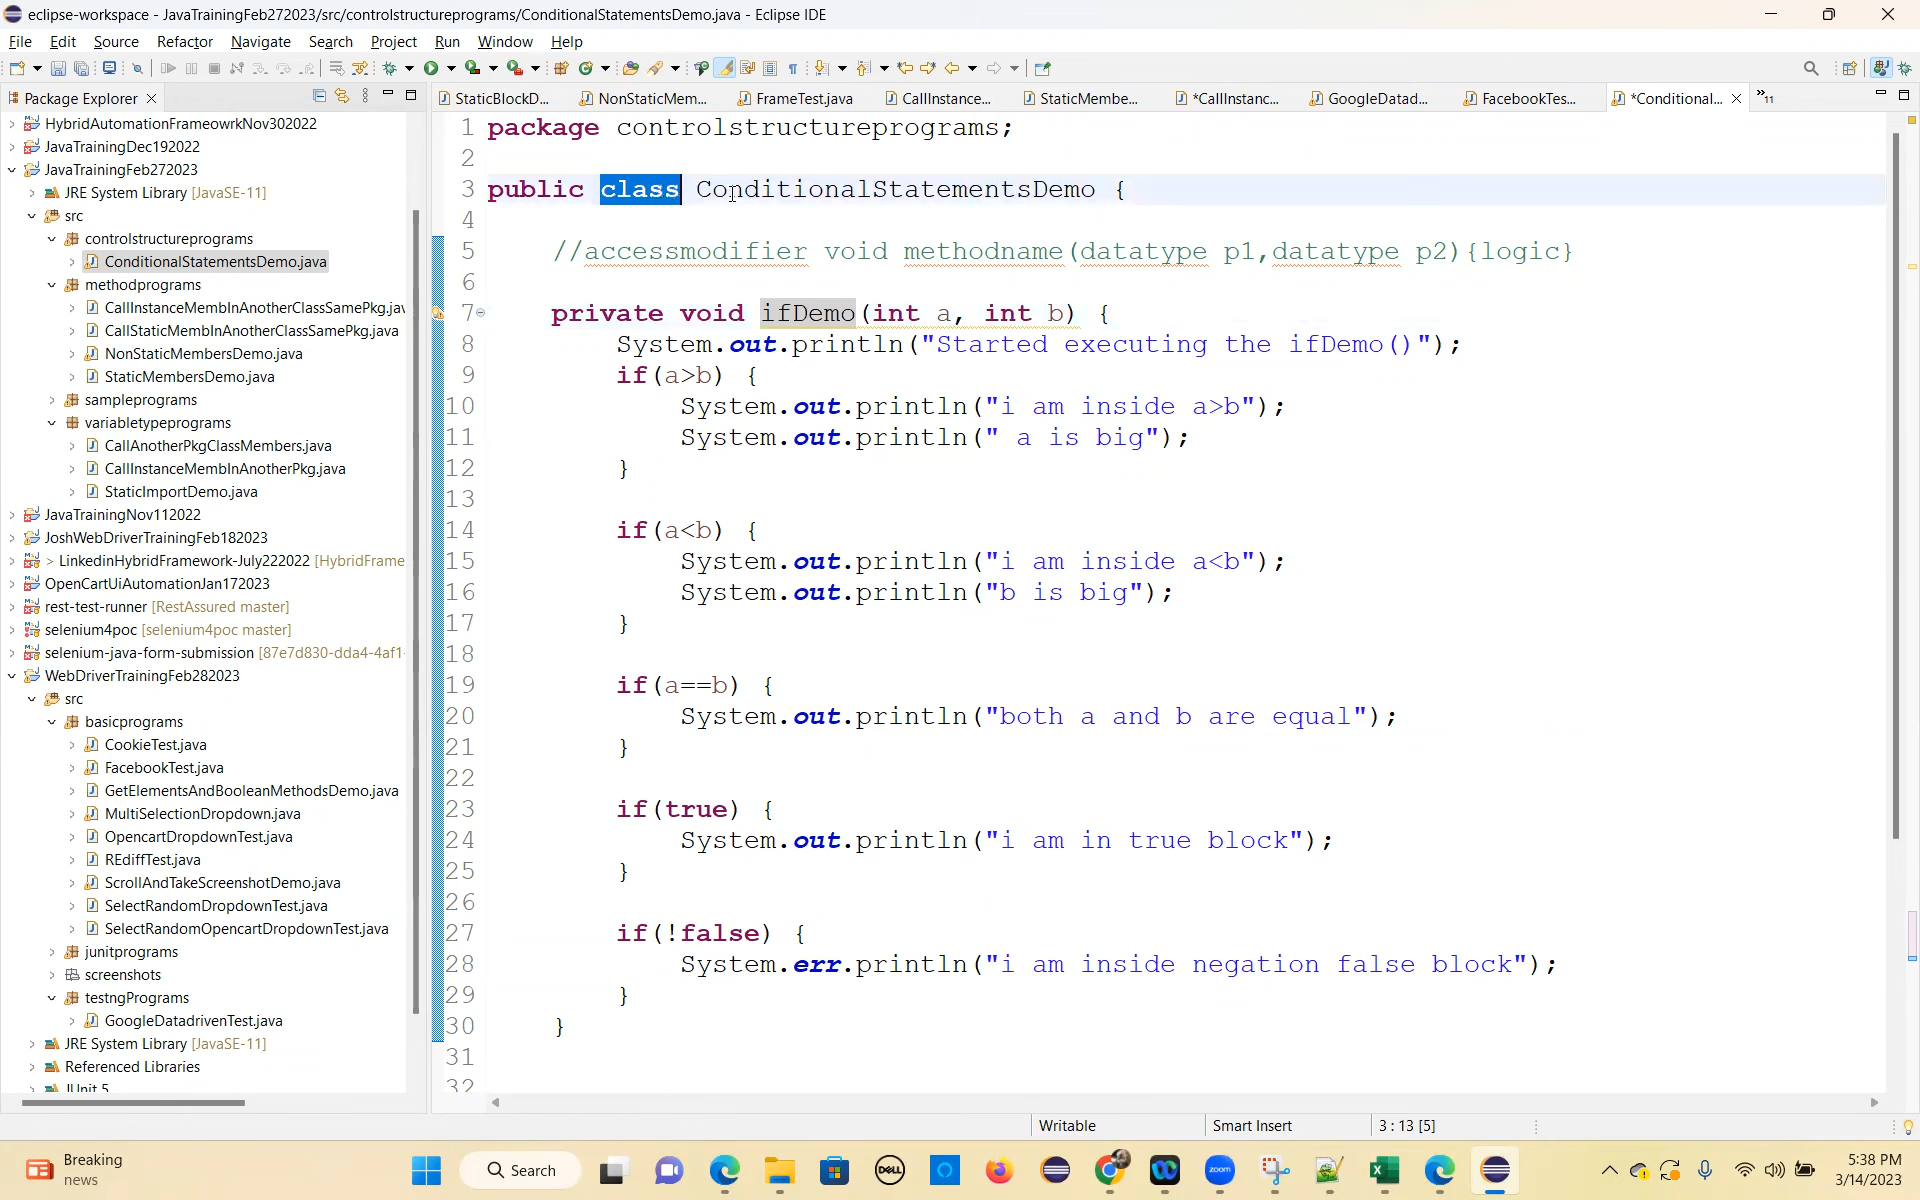 eclipse-workspace - JavaTrainingFeb272023/src/controlstructureprograms/ConditionalStatementsDemo.java - Eclipse IDE
File Edit Source Refactor Navigate Search Project Run Window Help
Package Explorer
StaticBlockD... NonStaticMem... FrameTest.java CallInstance... StaticMembe... *CallInstanc... GoogleDatad... FacebookTes... *Conditional... »11
HybridAutomationFrameowrkNov302022
JavaTrainingDec192022
JavaTrainingFeb272023
JRE System Library [JavaSE-11]
src
controlstructureprograms
ConditionalStatementsDemo.java
methodprograms
CallInstanceMembInAnotherClassSamePkg.jav
CallStaticMembInAnotherClassSamePkg.java
NonStaticMembersDemo.java
StaticMembersDemo.java
sampleprograms
variabletypeprograms
CallAnotherPkgClassMembers.java
CallInstanceMembInAnotherPkg.java
StaticImportDemo.java
JavaTrainingNov112022
JoshWebDriverTrainingFeb182023
> LinkedinHybridFramework-July222022 [HybridFrame
OpenCartUiAutomationJan172023
rest-test-runner [RestAssured master]
selenium4poc [selenium4poc master]
selenium-java-form-submission [87e7d830-dda4-4af1-
WebDriverTrainingFeb282023
src
basicprograms
CookieTest.java
FacebookTest.java
GetElementsAndBooleanMethodsDemo.java
MultiSelectionDropdown.java
OpencartDropdownTest.java
REdiffTest.java
ScrollAndTakeScreenshotDemo.java
SelectRandomDropdownTest.java
SelectRandomOpencartDropdownTest.java
junitprograms
screenshots
testngPrograms
GoogleDatadrivenTest.java
JRE System Library [JavaSE-11]
Referenced Libraries
JUnit 5
1 package controlstructureprograms;
2
3 public class ConditionalStatementsDemo {
4
5 //accessmodifier void methodname(datatype p1,datatype p2){logic}
6
7 private void ifDemo(int a, int b) {
8 System.out.println("Started executing the ifDemo()");
9 if(a>b) {
10 System.out.println("i am inside a>b");
11 System.out.println(" a is big");
12 }
13
14 if(a<b) {
15 System.out.println("i am inside a<b");
16 System.out.println("b is big");
17 }
18
19 if(a==b) {
20 System.out.println("both a and b are equal");
21 }
22
23 if(true) {
24 System.out.println("i am in true block");
25 }
26
27 if(!false) {
28 System.err.println("i am inside negation false block");
29 }
30 }
31
32
Writable Smart Insert 3 : 13 [5]
Breaking
news
Search
DELL
zoom
5:38 PM
3/14/2023